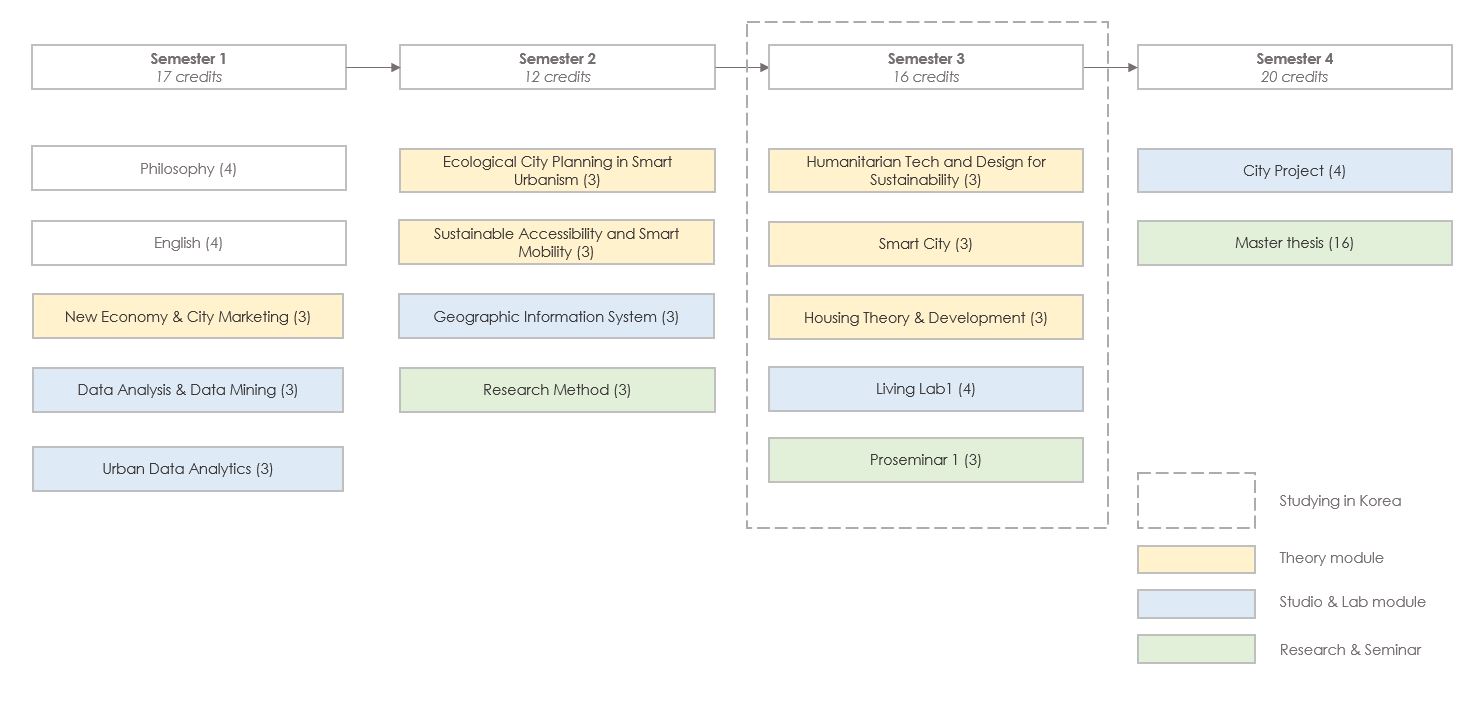 Semester 1
17 credits
Semester 2
12 credits
Semester 3
16 credits
Semester 4
20 credits
Philosophy (4)
English (4)
New Economy & City Marketing (3)
Data Analysis & Data Mining (3)
Urban Data Analytics (3)
Ecological City Planning in Smart
Urbanism (3)
Sustainable Accessibility and Smart
Mobility (3)
Geographic Information System (3)
Research Method (3)
Humanitarian Tech and Design for
Sustainability (3)
Smart City (3)
Housing Theory & Development (3)
Living Lab1 (4)
Proseminar 1 (3)
City Project (4)
Master thesis (16)
Studying in Korea
Theory module
Studio & Lab module
Research & Seminar